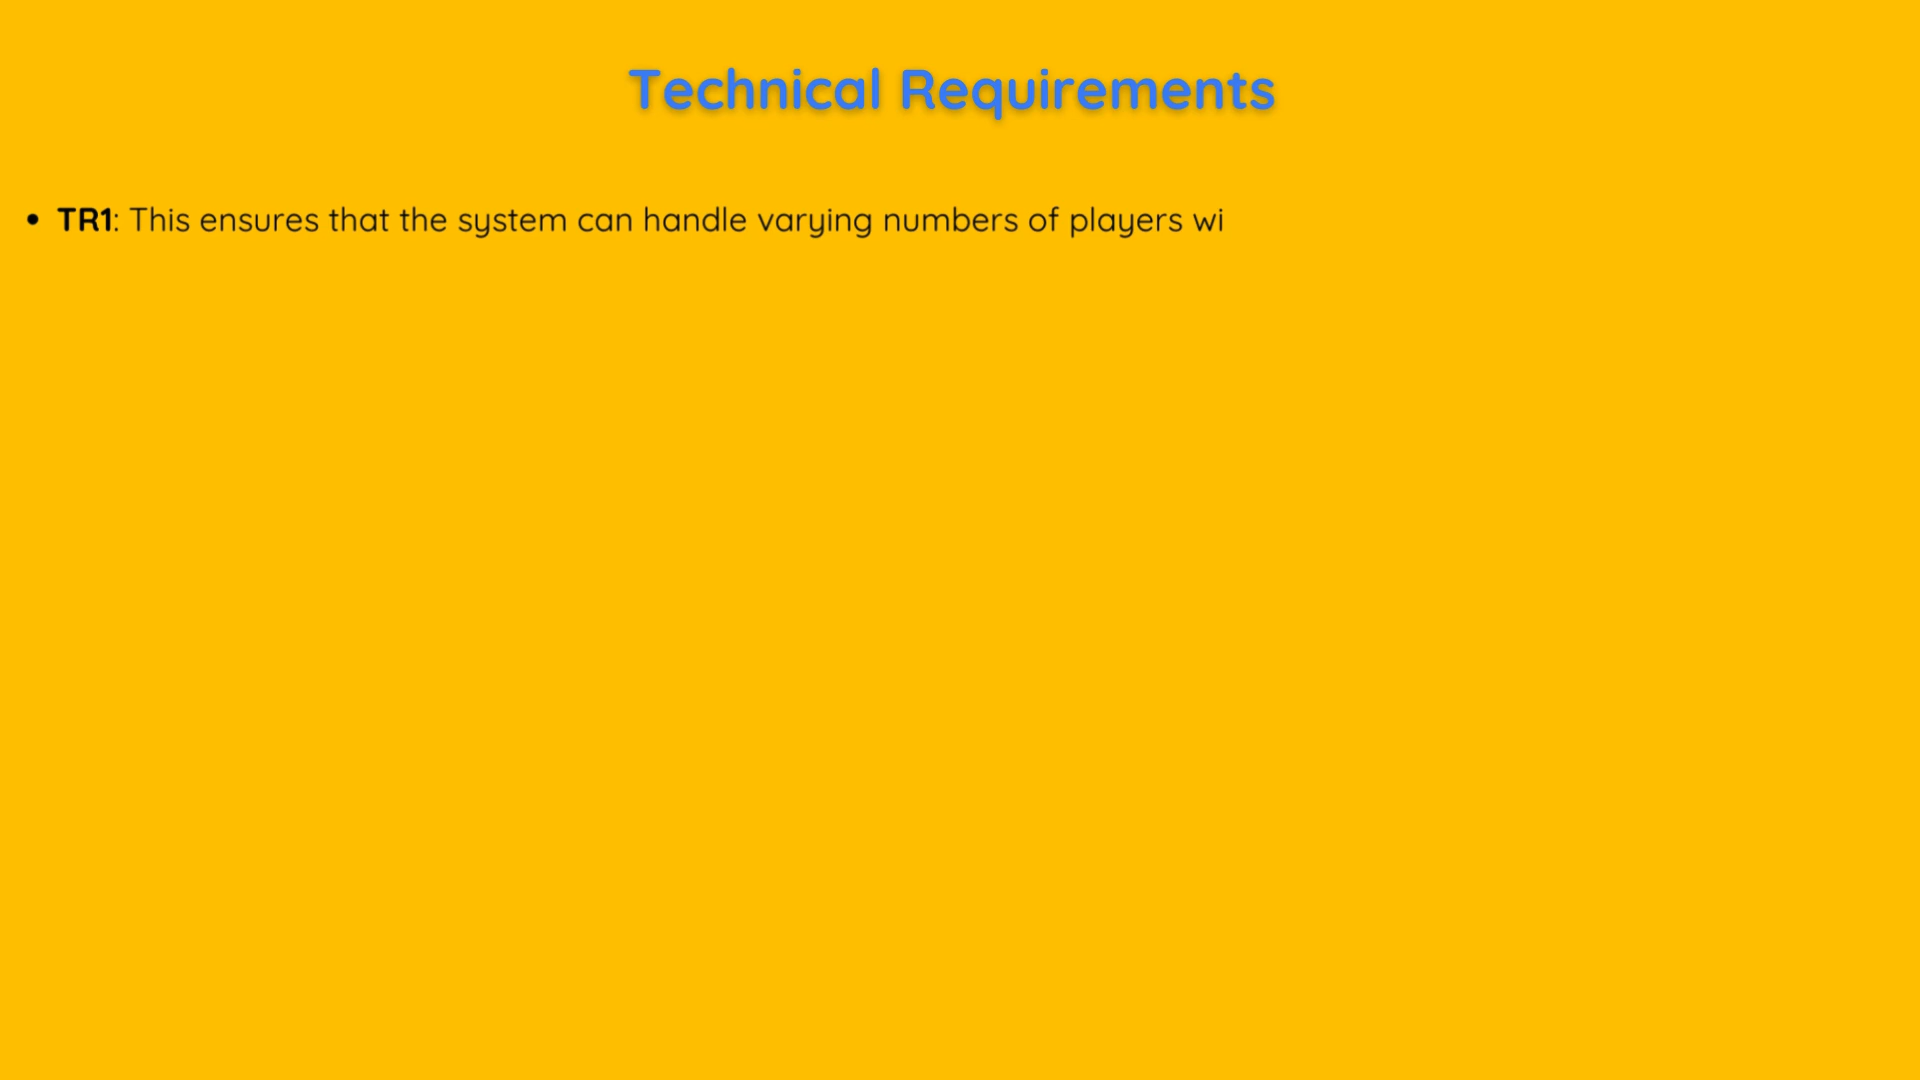 Technical Requirements
• TR1: This ensures that the system can handle varying numbers of players wi